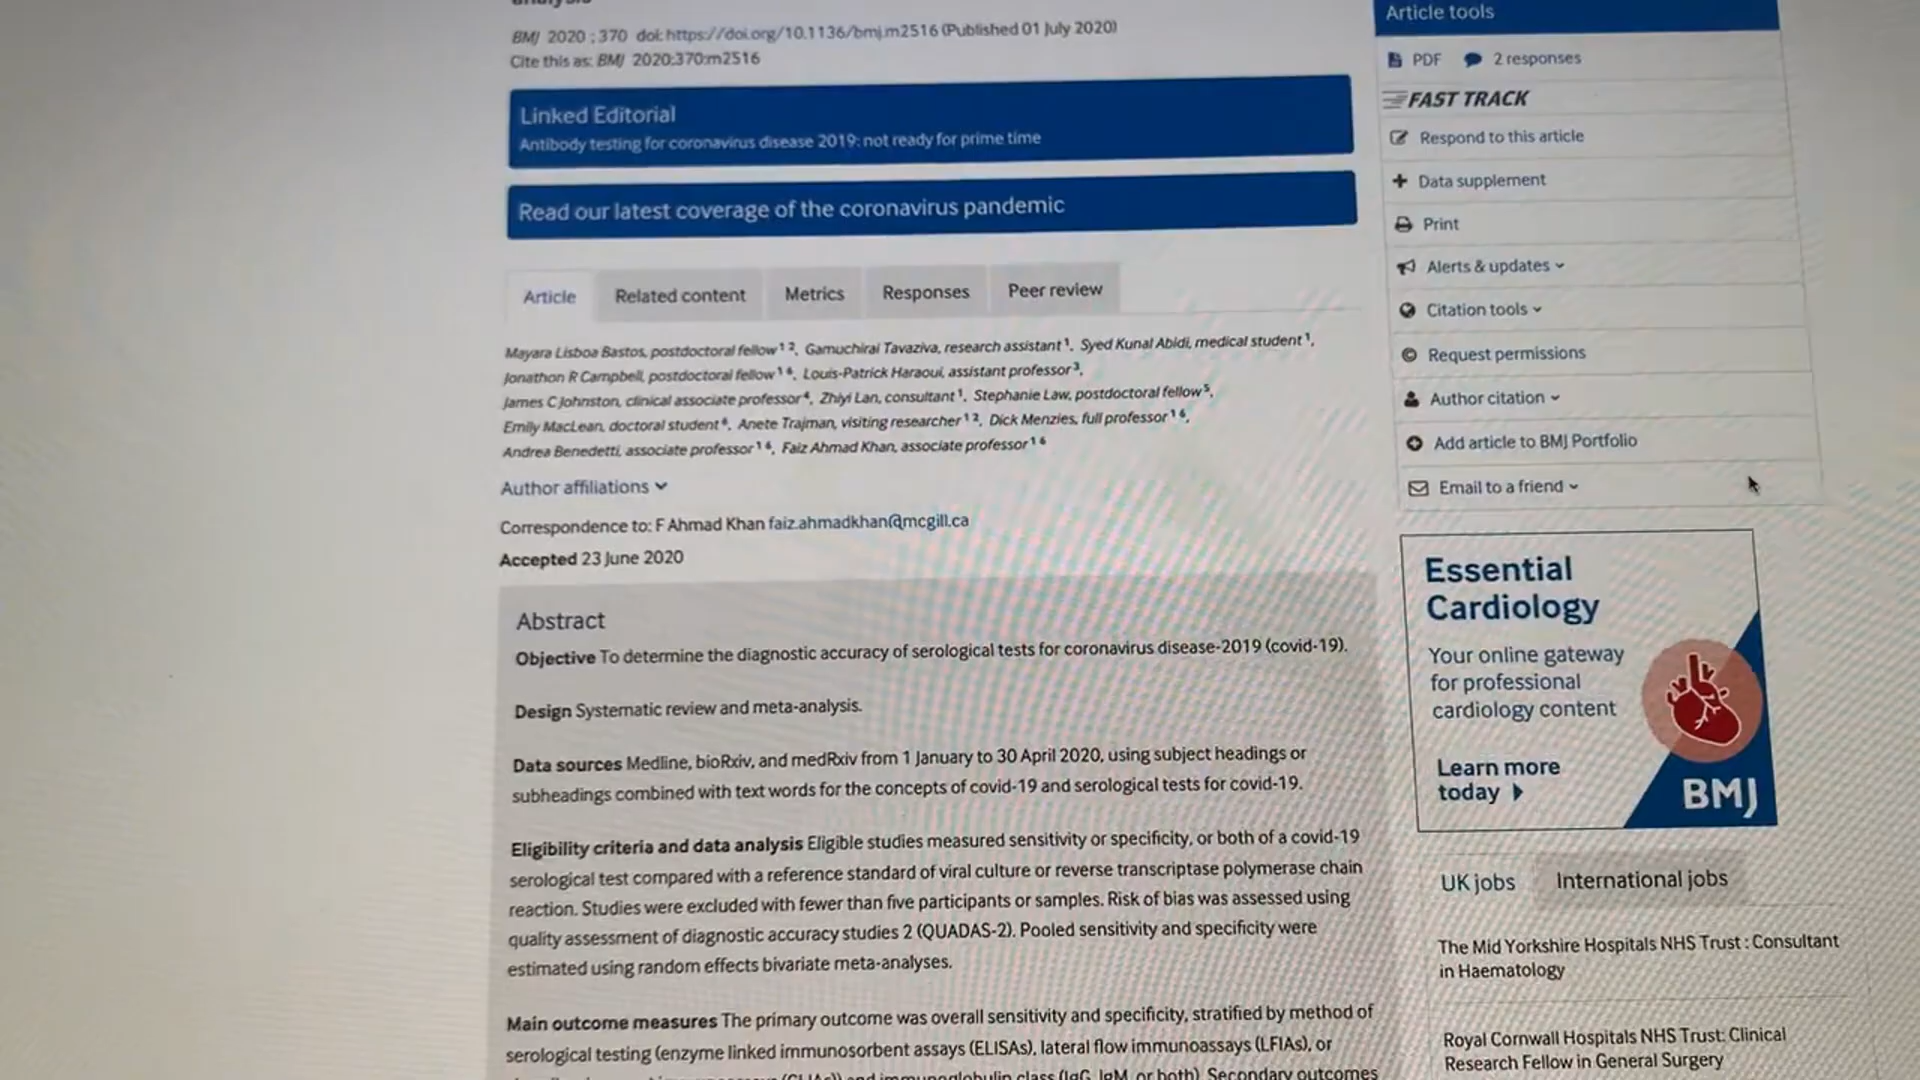 analysis
BMJ 2020 ; 370 doi: https://doi.org/10.1136/bmj.m2516 (Published 01 July 2020)
Cite this as: BMJ 2020;370:m2516
Linked Editorial
Antibody testing for coronavirus disease 2019: not ready for prime time
Read our latest coverage of the coronavirus pandemic
Article Related content Metrics Responses Peer review
Mayara Lisboa Bastos, postdoctoral fellow 1 2, Gamuchirai Tavaziva, research assistant 1, Syed Kunal Abidi, medical student 1,
Jonathon R Campbell, postdoctoral fellow 1 6, Louis-Patrick Haraoui, assistant professor 3,
James C Johnston, clinical associate professor 4, Zhiyi Lan, consultant 1, Stephanie Law, postdoctoral fellow 5,
Emily MacLean, doctoral student 6, Anete Trajman, visiting researcher 1 2, Dick Menzies, full professor 1 6,
Andrea Benedetti, associate professor 1 6, Faiz Ahmad Khan, associate professor 1 6
Author affiliations
Correspondence to: F Ahmad Khan faiz.ahmadkhan@mcgill.ca
Accepted 23 June 2020
Abstract
Objective To determine the diagnostic accuracy of serological tests for coronavirus disease-2019 (covid-19).
Design Systematic review and meta-analysis.
Data sources Medline, bioRxiv, and medRxiv from 1 January to 30 April 2020, using subject headings or
subheadings combined with text words for the concepts of covid-19 and serological tests for covid-19.
Eligibility criteria and data analysis Eligible studies measured sensitivity or specificity, or both of a covid-19
serological test compared with a reference standard of viral culture or reverse transcriptase polymerase chain
reaction. Studies were excluded with fewer than five participants or samples. Risk of bias was assessed using
quality assessment of diagnostic accuracy studies 2 (QUADAS-2). Pooled sensitivity and specificity were
estimated using random effects bivariate meta-analyses.
Main outcome measures The primary outcome was overall sensitivity and specificity, stratified by method of
serological testing (enzyme linked immunosorbent assays (ELISAs), lateral flow immunoassays (LFIAs), or
(CLIAs)) and immunoglobulin class (IgG, IgM, or both). Secondary outcomes
Article tools
PDF 2 responses
FAST TRACK
Respond to this article
Data supplement
Print
Alerts & updates
Citation tools
Request permissions
Author citation
Add article to BMJ Portfolio
Email to a friend
Essential
Cardiology
Your online gateway
for professional
cardiology content
Learn more
today
BMJ
UK jobs International jobs
The Mid Yorkshire Hospitals NHS Trust : Consultant
in Haematology
Royal Cornwall Hospitals NHS Trust: Clinical
Research Fellow in General Surgery